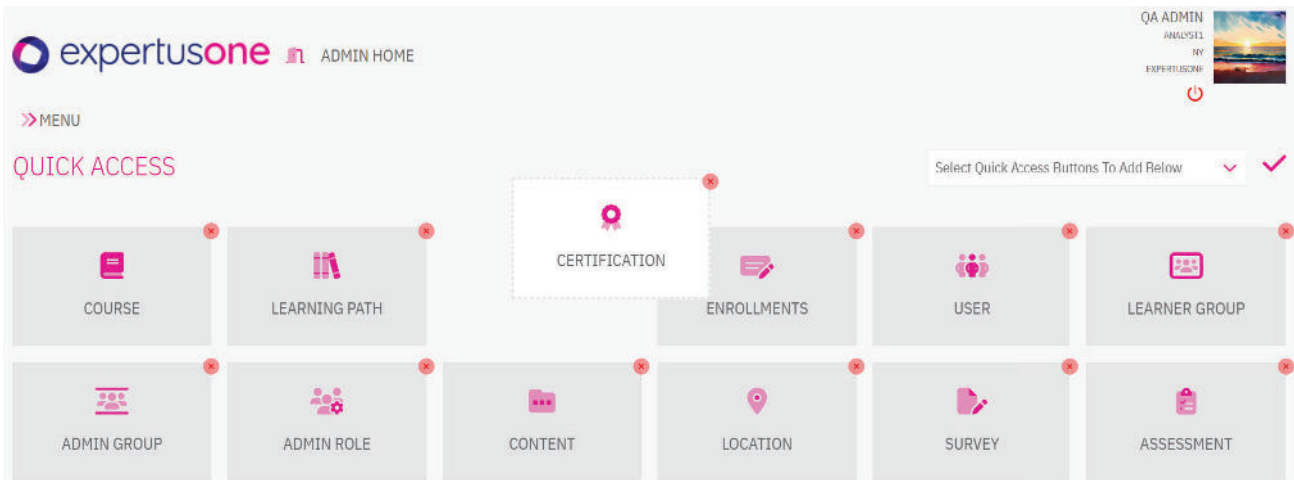 QA ADMIN
ANALYST1
NY
EXPERTUSONE
expertusone ADMIN HOME
MENU
QUICK ACCESS
Select Quick Access Buttons To Add Below
CERTIFICATION
COURSE
LEARNING PATH
ENROLLMENTS
USER
LEARNER GROUP
ADMIN GROUP
ADMIN ROLE
CONTENT
LOCATION
SURVEY
ASSESSMENT